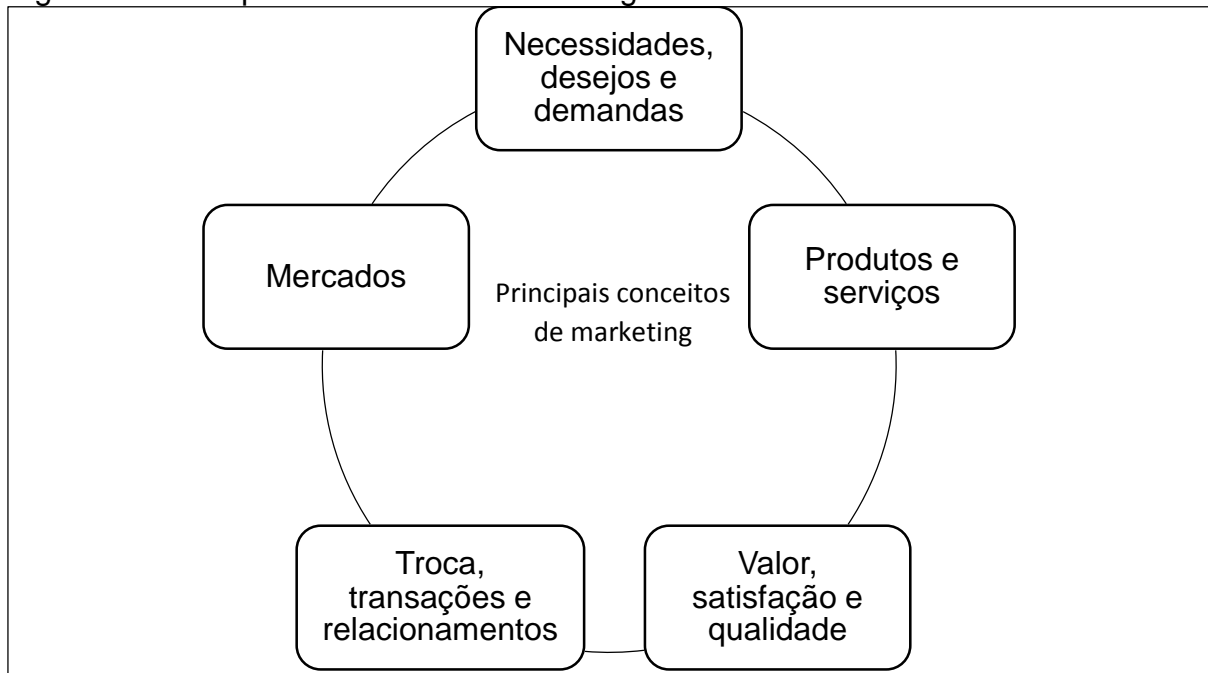 Necessidades,
desejos e
demandas
Mercados
Principais conceitos
de marketing
Produtos e
serviços
Troca,
transações e
relacionamentos
Valor,
satisfação e
qualidade